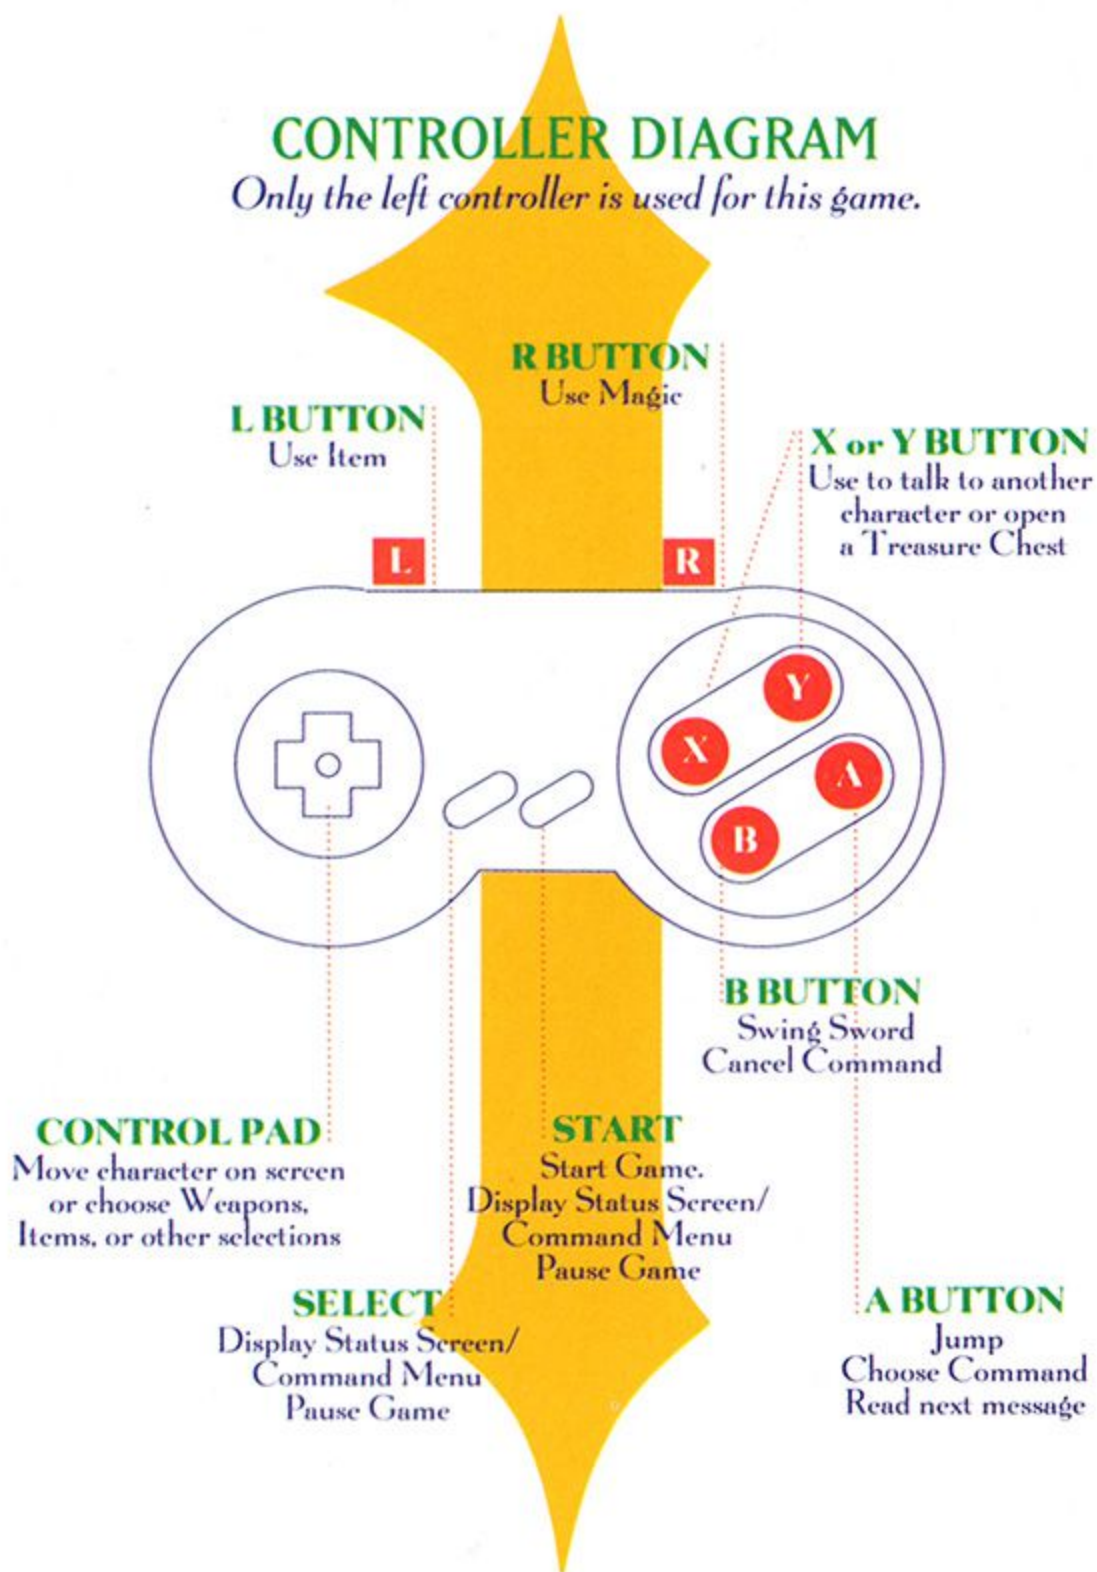 CONTROLLER DIAGRAM
Only the left controller is used for this game.
R BUTTON
Use Magic
L BUTTON
Use Item
X or Y BUTTON
Use to talk to another
character or open
a Treasure Chest
L
R
Y
X
A
B
B BUTTON
Swing Sword
Cancel Command
CONTROL PAD
Move character on screen
or choose Weapons,
Items, or other selections
START
Start Game.
Display Status Screen/
Command Menu
Pause Game
SELECT
Display Status Screen/
Command Menu
Pause Game
A BUTTON
Jump
Choose Command
Read next message